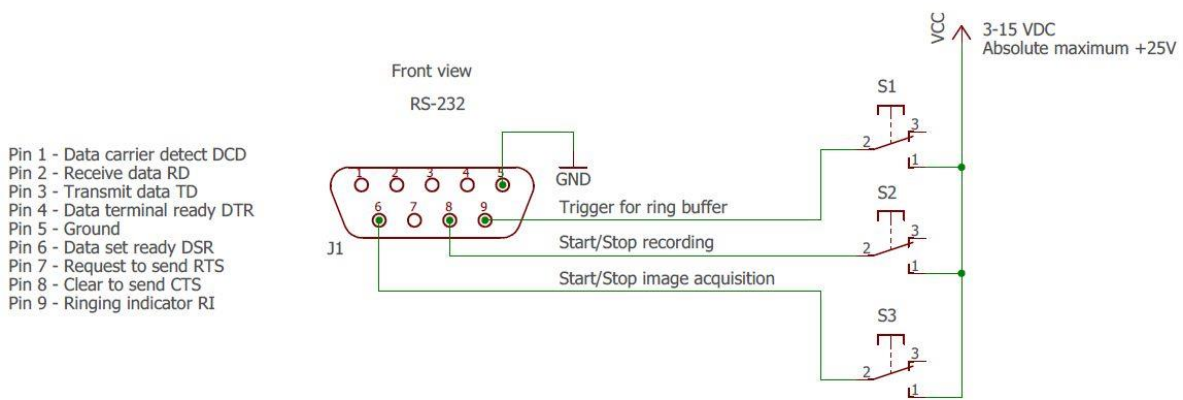 VCC
3-15 VDC
Absolute maximum +25V
Front view
RS-232
S1
3
2
1
Pin 1 - Data carrier detect DCD
Pin 2 - Receive data RD
Pin 3 - Transmit data TD
Pin 4 - Data terminal ready DTR
Pin 5 - Ground
Pin 6 - Data set ready DSR
Pin 7 - Request to send RTS
Pin 8 - Clear to send CTS
Pin 9 - Ringing indicator RI
1 2 3 4 5
6 7 8 9
J1
GND
Trigger for ring buffer
S2
3
2
1
Start/Stop recording
Start/Stop image acquisition
S3
3
2
1